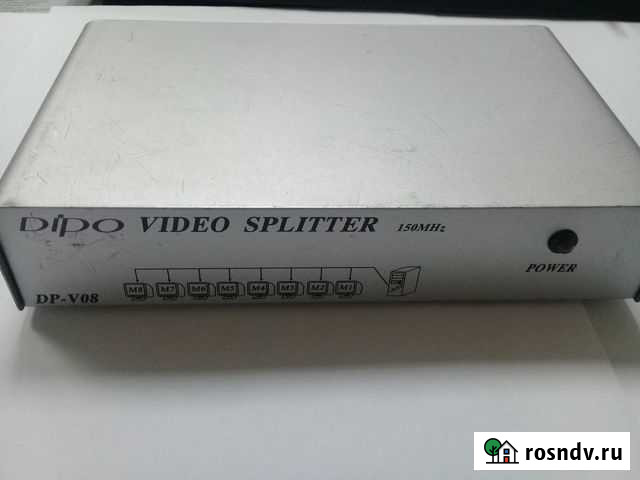 Dipo VIDEO SPLITTER 150MHz
POWER
DP-V08 M8 M7 M6 M5 M4 M3 M2 M1
rosndv.ru